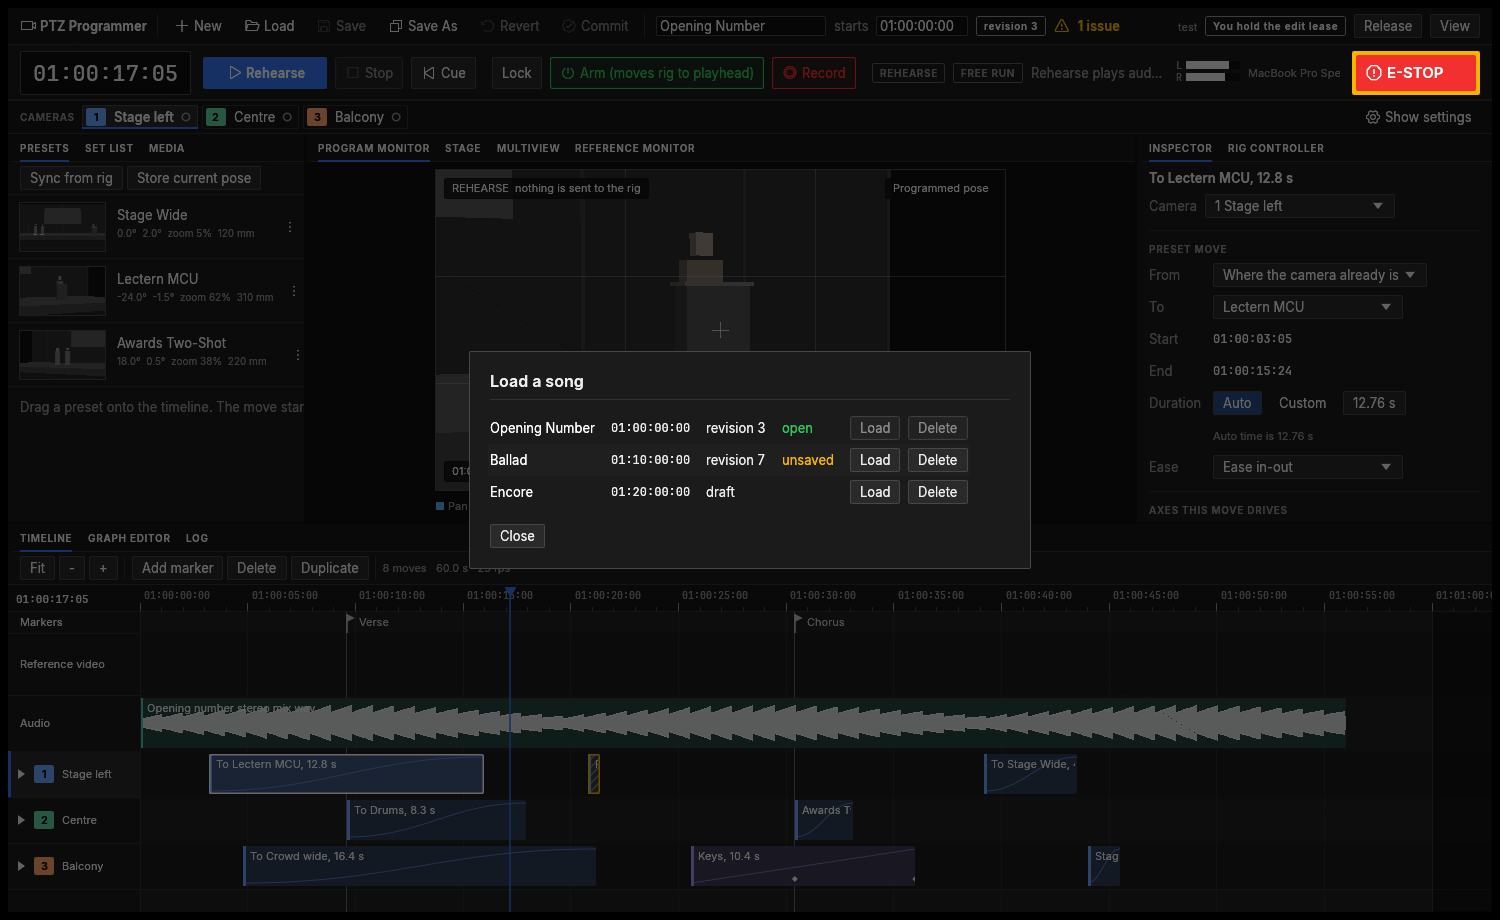 PTZ Programmer New Load Save Save As Revert Commit Opening Number starts 01:00:00:00 revision 3 1 issue test You hold the edit lease Release View
01:00:17:05 Rehearse Stop Cue Lock Arm (moves rig to playhead) Record REHEARSE FREE RUN Rehearse plays aud... L R MacBook Pro Spe E-STOP
CAMERAS 1 Stage left 2 Centre 3 Balcony Show settings
PRESETS SET LIST MEDIA
Sync from rig Store current pose
Stage Wide
0.0° 2.0° zoom 5% 120 mm
Lectern MCU
-24.0° -1.5° zoom 62% 310 mm
Awards Two-Shot
18.0° 0.5° zoom 38% 220 mm
Drag a preset onto the timeline. The move star
PROGRAM MONITOR STAGE MULTIVIEW REFERENCE MONITOR
REHEARSE nothing is sent to the rig Programmed pose
01:0
Pan
Load a song
Opening Number 01:00:00:00 revision 3 open Load Delete
Ballad 01:10:00:00 revision 7 unsaved Load Delete
Encore 01:20:00:00 draft Load Delete
Close
INSPECTOR RIG CONTROLLER
To Lectern MCU, 12.8 s
Camera 1 Stage left
PRESET MOVE
From Where the camera already is
To Lectern MCU
Start 01:00:03:05
End 01:00:15:24
Duration Auto Custom 12.76 s
Auto time is 12.76 s
Ease Ease in-out
AXES THIS MOVE DRIVES
TIMELINE GRAPH EDITOR LOG
Fit - + Add marker Delete Duplicate 8 moves 60.0 s 25 fps
01:00:17:05 01:00:00:00 01:00:05:00 01:00:10:00 01:00:15:00 01:00:20:00 01:00:25:00 01:00:30:00 01:00:35:00 01:00:40:00 01:00:45:00 01:00:50:00 01:00:55:00 01:01:00:0
Markers Verse Chorus
Reference video
Audio Opening number stereo mix.wav
1 Stage left To Lectern MCU, 12.8 s To Stage Wide,
2 Centre To Drums, 8.3 s Awards T
3 Balcony To Crowd wide, 16.4 s Keys, 10.4 s Stag